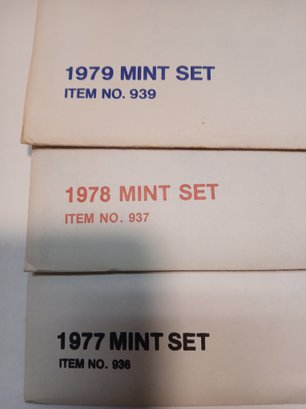 1979 MINT SET
ITEM NO. 939
1978 MINT SET
ITEM NO. 937
1977 MINT SET
ITEM NO. 936